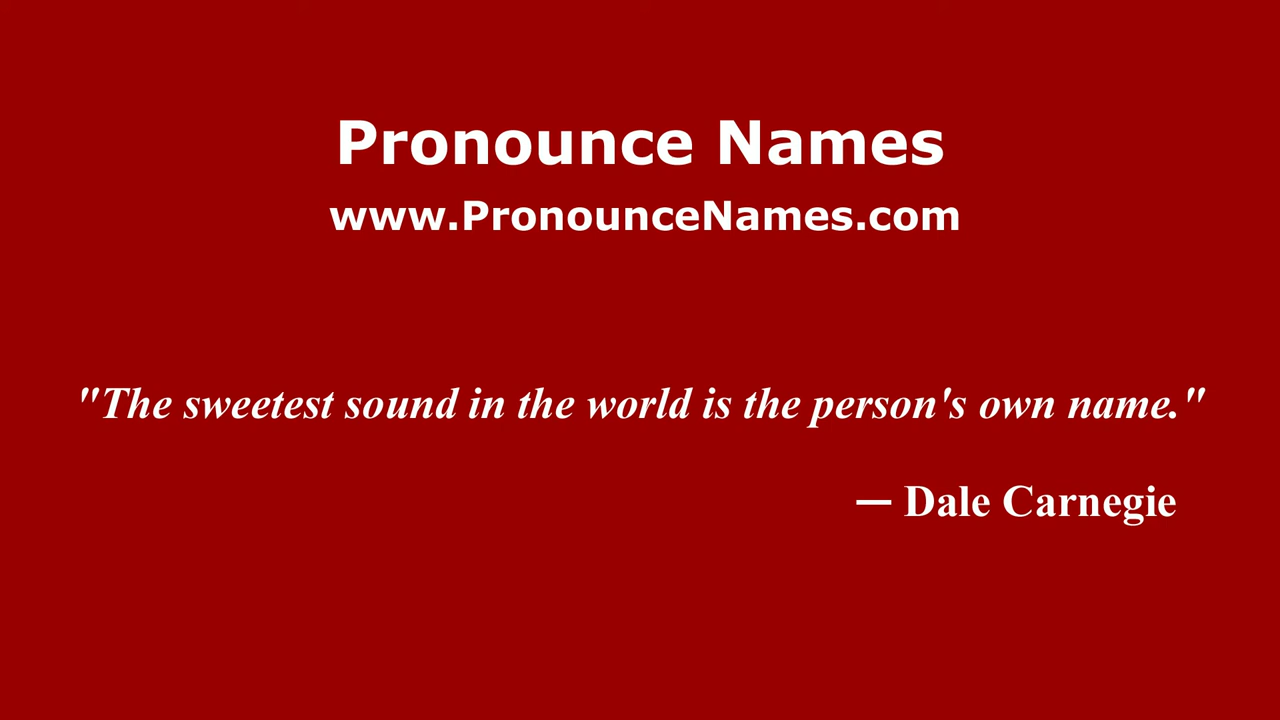 Pronounce Names
www.PronounceNames.com
"The sweetest sound in the world is the person's own name."
— Dale Carnegie